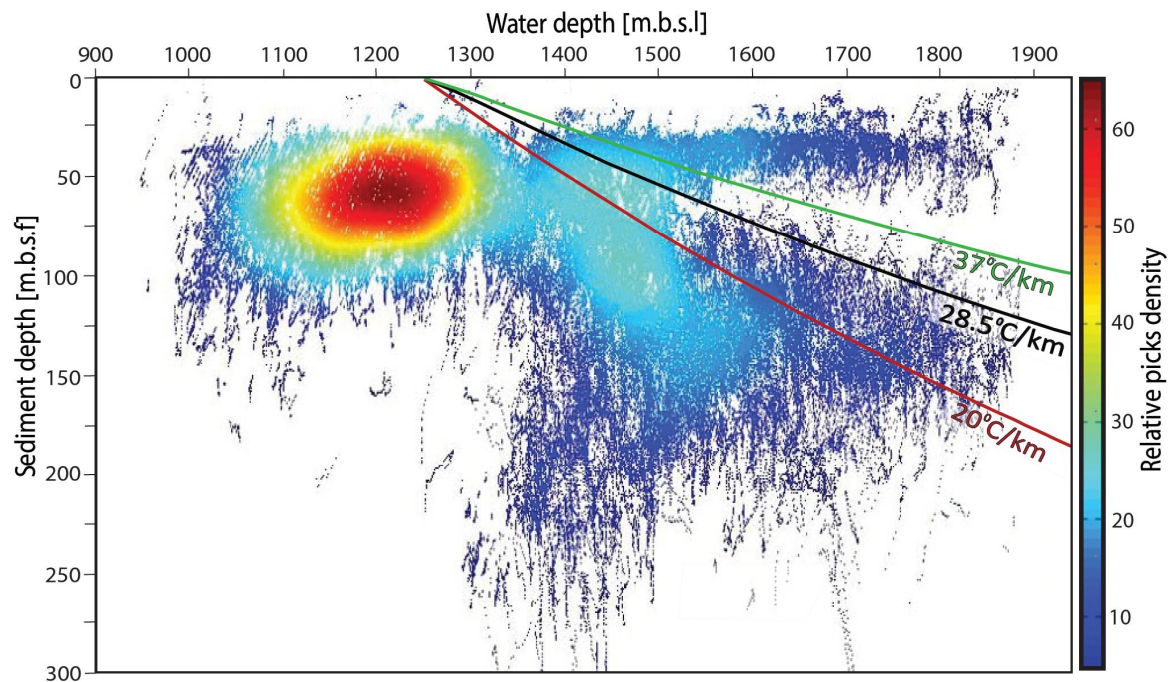 Water depth [m.b.s.l]
900 1000 1100 1200 1300 1400 1500 1600 1700 1800 1900
Sediment depth [m.b.s.f]
0
50
100
150
200
250
300
37°C/km
28.5°C/km
20°C/km
60
50
40
30
20
10
Relative picks density